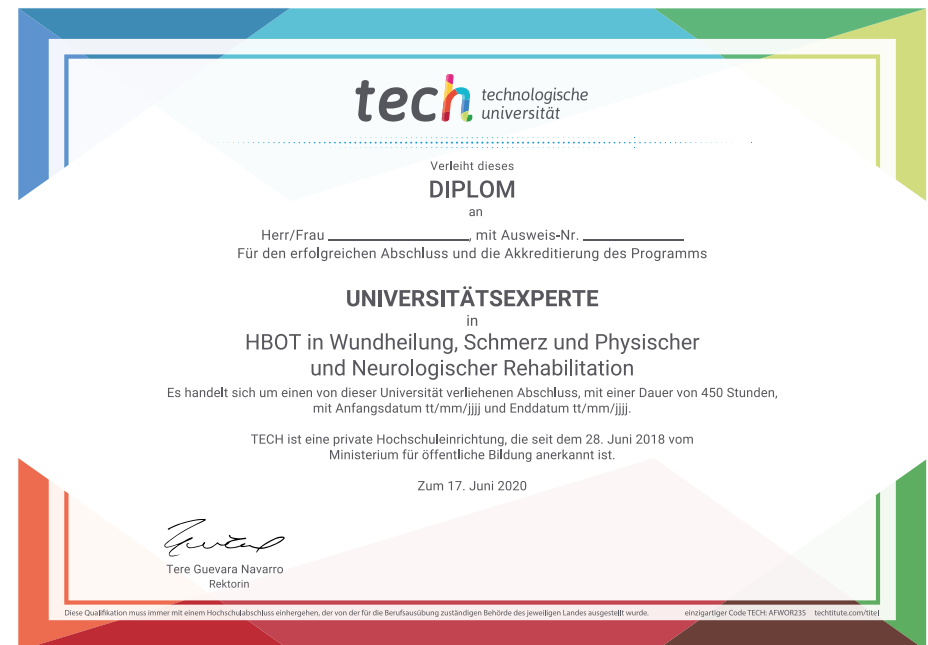 tech technologische
universität
Verleiht dieses
DIPLOM
an
Herr/Frau ____________________, mit Ausweis-Nr. ______________
Für den erfolgreichen Abschluss und die Akkreditierung des Programms
UNIVERSITÄTSEXPERTE
in
HBOT in Wundheilung, Schmerz und Physischer
und Neurologischer Rehabilitation
Es handelt sich um einen von dieser Universität verliehenen Abschluss, mit einer Dauer von 450 Stunden,
mit Anfangsdatum tt/mm/jjjj und Enddatum tt/mm/jjjj.
TECH ist eine private Hochschuleinrichtung, die seit dem 28. Juni 2018 vom
Ministerium für öffentliche Bildung anerkannt ist.
Zum 17. Juni 2020
Tere Guevara Navarro
Rektorin
Diese Qualifikation muss immer mit einem Hochschulabschluss einhergehen, der von der für die Berufsausübung zuständigen Behörde des jeweiligen Landes ausgestellt wurde. einzigartiger Code TECH: AFWOR235 techtitute.com/titel